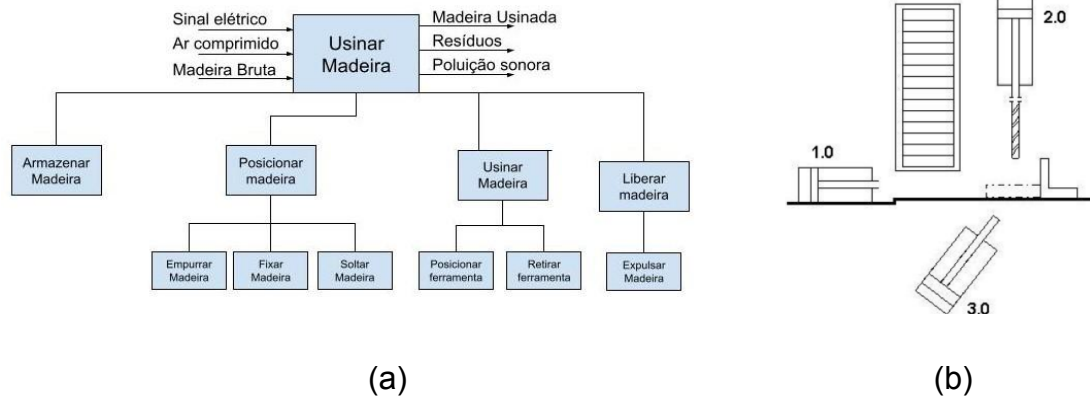 Sinal elétrico
Ar comprimido
Madeira Bruta
Usinar
Madeira
Madeira Usinada
Resíduos
Poluição sonora
Armazenar
Madeira
Posicionar
madeira
Usinar
Madeira
Liberar
madeira
Empurrar
Madeira
Fixar
Madeira
Soltar
Madeira
Posicionar
ferramenta
Retirar
ferramenta
Expulsar
Madeira
(a)
2.0
1.0
3.0
(b)